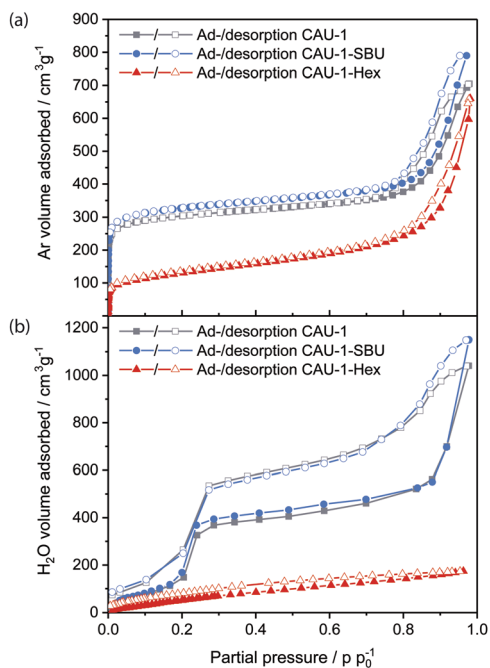 (a)
Ar volume adsorbed / cm³g⁻¹
900
800
700
600
500
400
300
200
100
/ Ad-/desorption CAU-1
/ Ad-/desorption CAU-1-SBU
/ Ad-/desorption CAU-1-Hex
(b)
H₂O volume adsorbed / cm³g⁻¹
1200
1000
800
600
400
200
0
/ Ad-/desorption CAU-1
/ Ad-/desorption CAU-1-SBU
/ Ad-/desorption CAU-1-Hex
0.0 0.2 0.4 0.6 0.8 1.0
Partial pressure / p p₀⁻¹